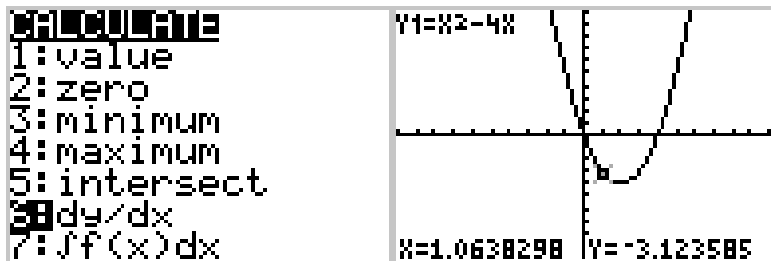 CALCULATE
1:value
2:zero
3:minimum
4:maximum
5:intersect
6:dy/dx
7:∫f(x)dx
Y1=X2-4X
X=1.0638298 Y=-3.123585